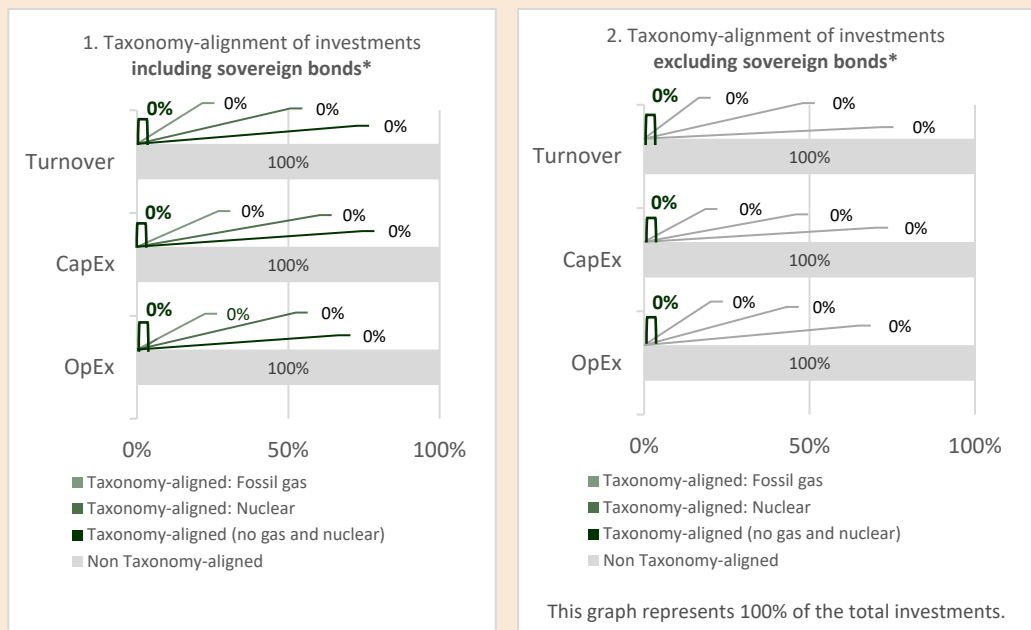 1. Taxonomy-alignment of investments
including sovereign bonds*
0%
0%
0%
0%
Turnover
100%
0%
0%
0%
0%
CapEx
100%
0%
0%
0%
0%
OpEx
100%
0%
50%
100%
Taxonomy-aligned: Fossil gas
Taxonomy-aligned: Nuclear
Taxonomy-aligned (no gas and nuclear)
Non Taxonomy-aligned
2. Taxonomy-alignment of investments
excluding sovereign bonds*
0%
0%
0%
0%
Turnover
100%
0%
0%
0%
0%
CapEx
100%
0%
0%
0%
0%
OpEx
100%
0%
50%
100%
Taxonomy-aligned: Fossil gas
Taxonomy-aligned: Nuclear
Taxonomy-aligned (no gas and nuclear)
Non Taxonomy-aligned
This graph represents 100% of the total investments.